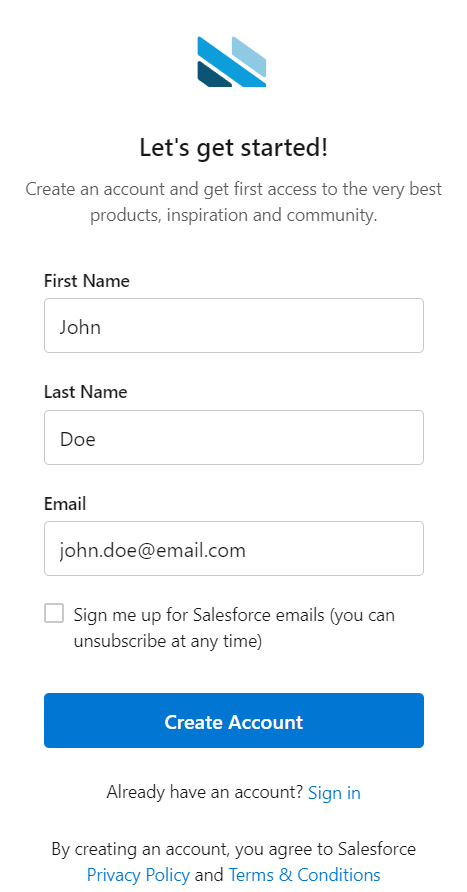 Let's get started!
Create an account and get first access to the very best
products, inspiration and community.
First Name
John
Last Name
Doe
Email
john.doe@email.com
Sign me up for Salesforce emails (you can
unsubscribe at any time)
Create Account
Already have an account? Sign in
By creating an account, you agree to Salesforce
Privacy Policy and Terms & Conditions